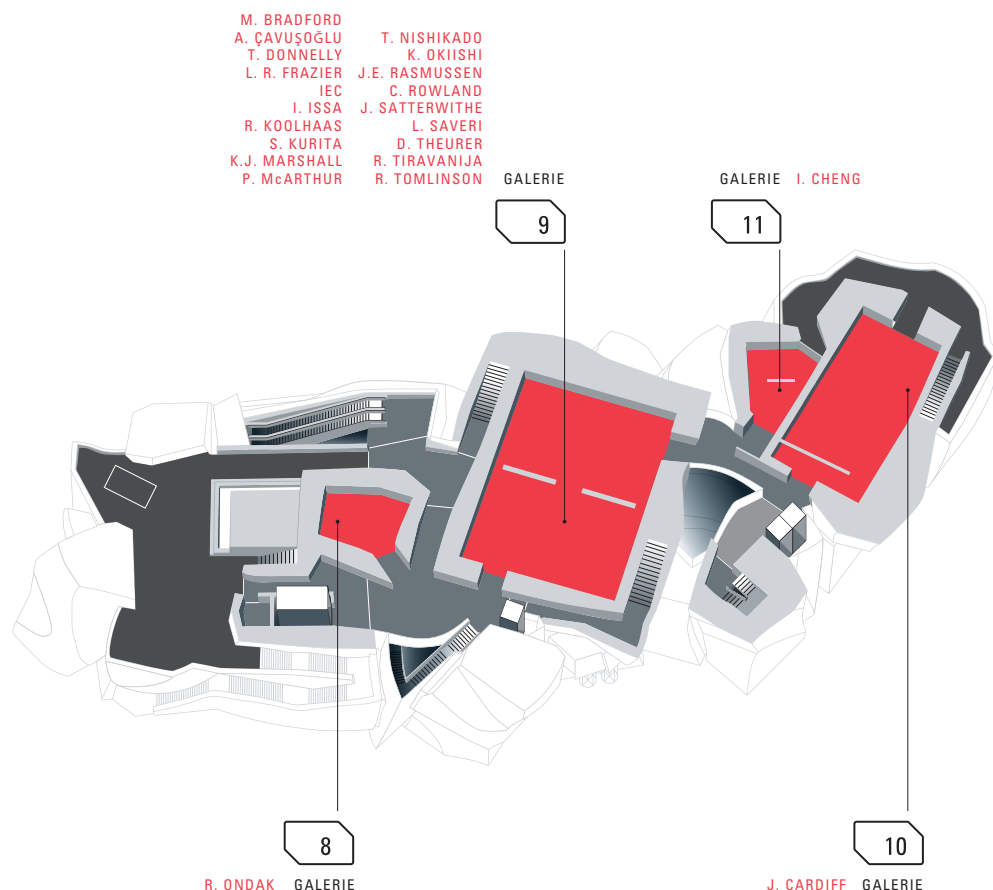 M. BRADFORD
A. ÇAVUŞOĞLU
T. DONNELLY
L. R. FRAZIER
IEC
I. ISSA
R. KOOLHAAS
S. KURITA
K.J. MARSHALL
P. McARTHUR
T. NISHIKADO
K. OKIISHI
J.E. RASMUSSEN
C. ROWLAND
J. SATTERWITHE
L. SAVERI
D. THEURER
R. TIRAVANIJA
R. TOMLINSON
GALERIE
9
GALERIE I. CHENG
11
8
R. ONDAK GALERIE
10
J. CARDIFF GALERIE